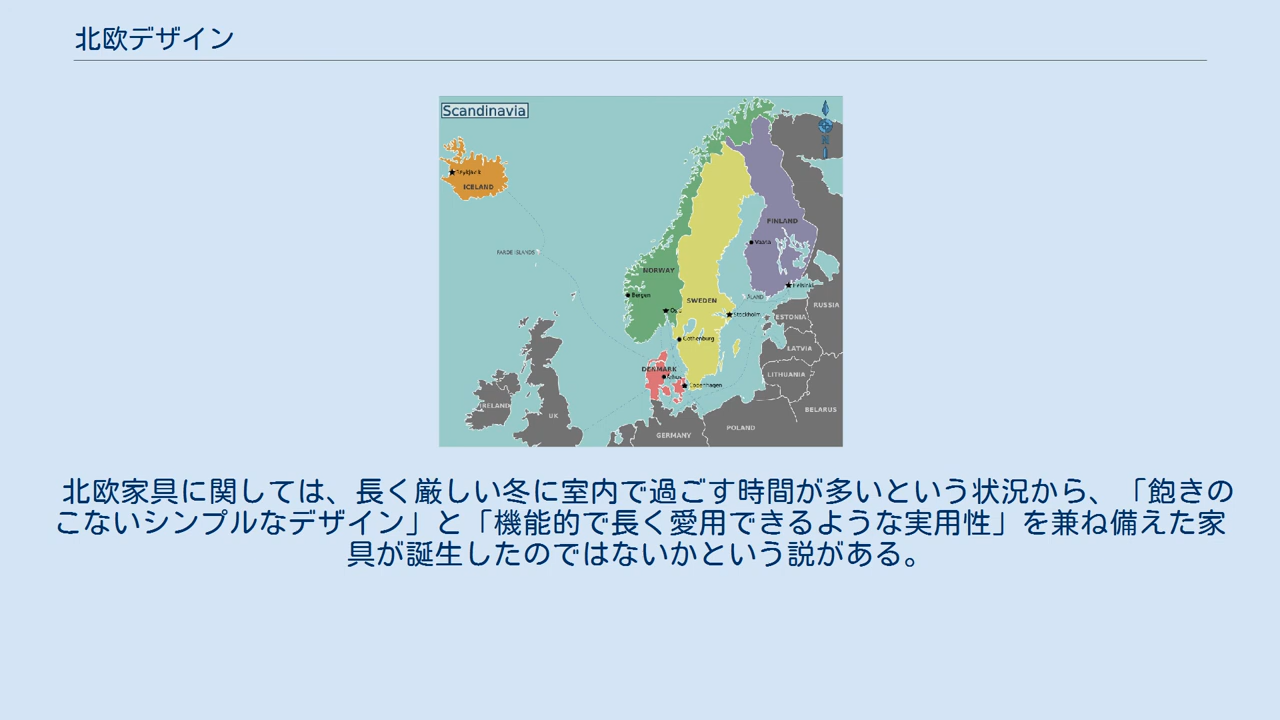 北欧デザイン
Scandinavia
Reykjavik
ICELAND
FAROE ISLANDS
FINLAND
Vaasa
NORWAY
Helsinki
Bergen
ÅLAND
SWEDEN
RUSSIA
Oslo
Stockholm
ESTONIA
Gothenburg
LATVIA
DENMARK
LITHUANIA
Århus
Copenhagen
IRELAND
UK
BELARUS
POLAND
GERMANY
北欧家具に関しては、長く厳しい冬に室内で過ごす時間が多いという状況から、「飽きの
こないシンプルなデザイン」と「機能的で長く愛用できるような実用性」を兼ね備えた家
具が誕生したのではないかという説がある。